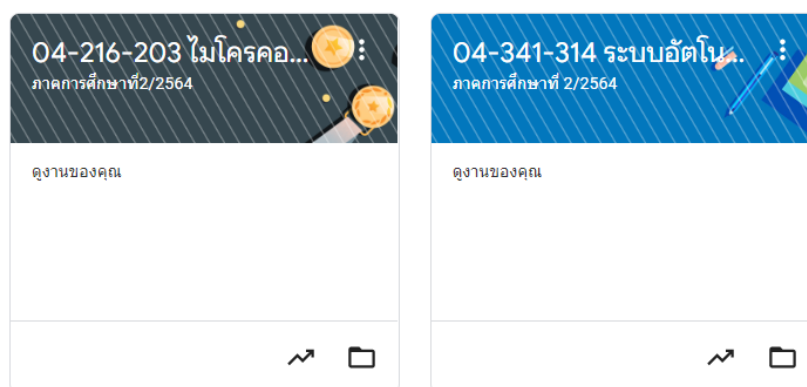 04-216-203 ไมโครคอ...
ภาคการศึกษาที่2/2564
ดูงานของคุณ
04-341-314 ระบบอัตโน...
ภาคการศึกษาที่ 2/2564
ดูงานของคุณ